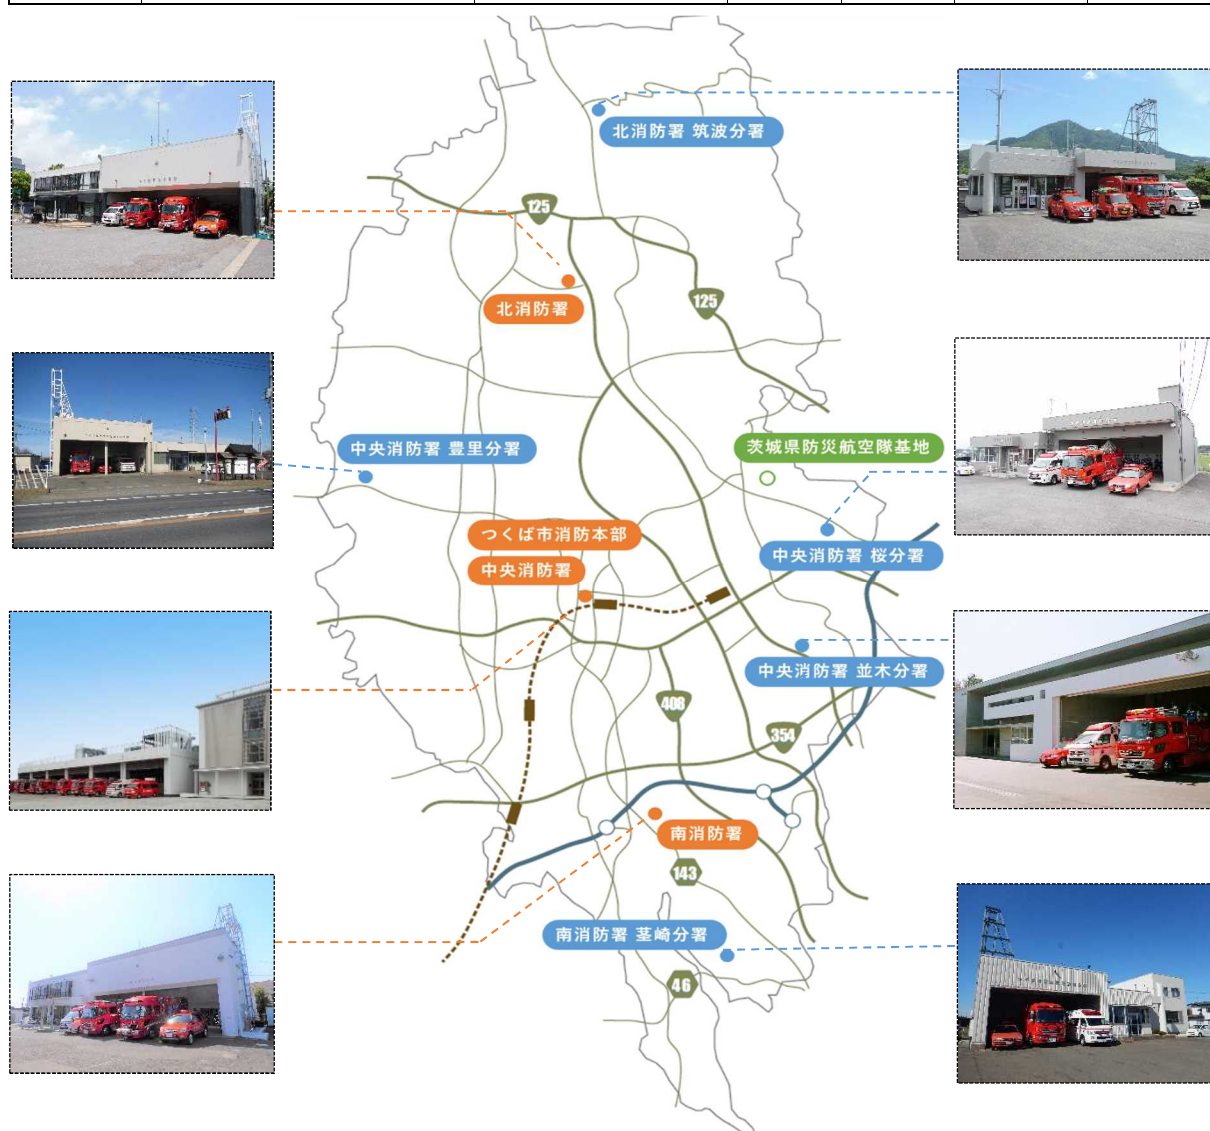 北消防署 筑波分署
125
125
北消防署
中央消防署 豊里分署
茨城県防災航空隊基地
つくば市消防本部
中央消防署
中央消防署 桜分署
中央消防署 並木分署
408
354
南消防署
143
南消防署 茎崎分署
46